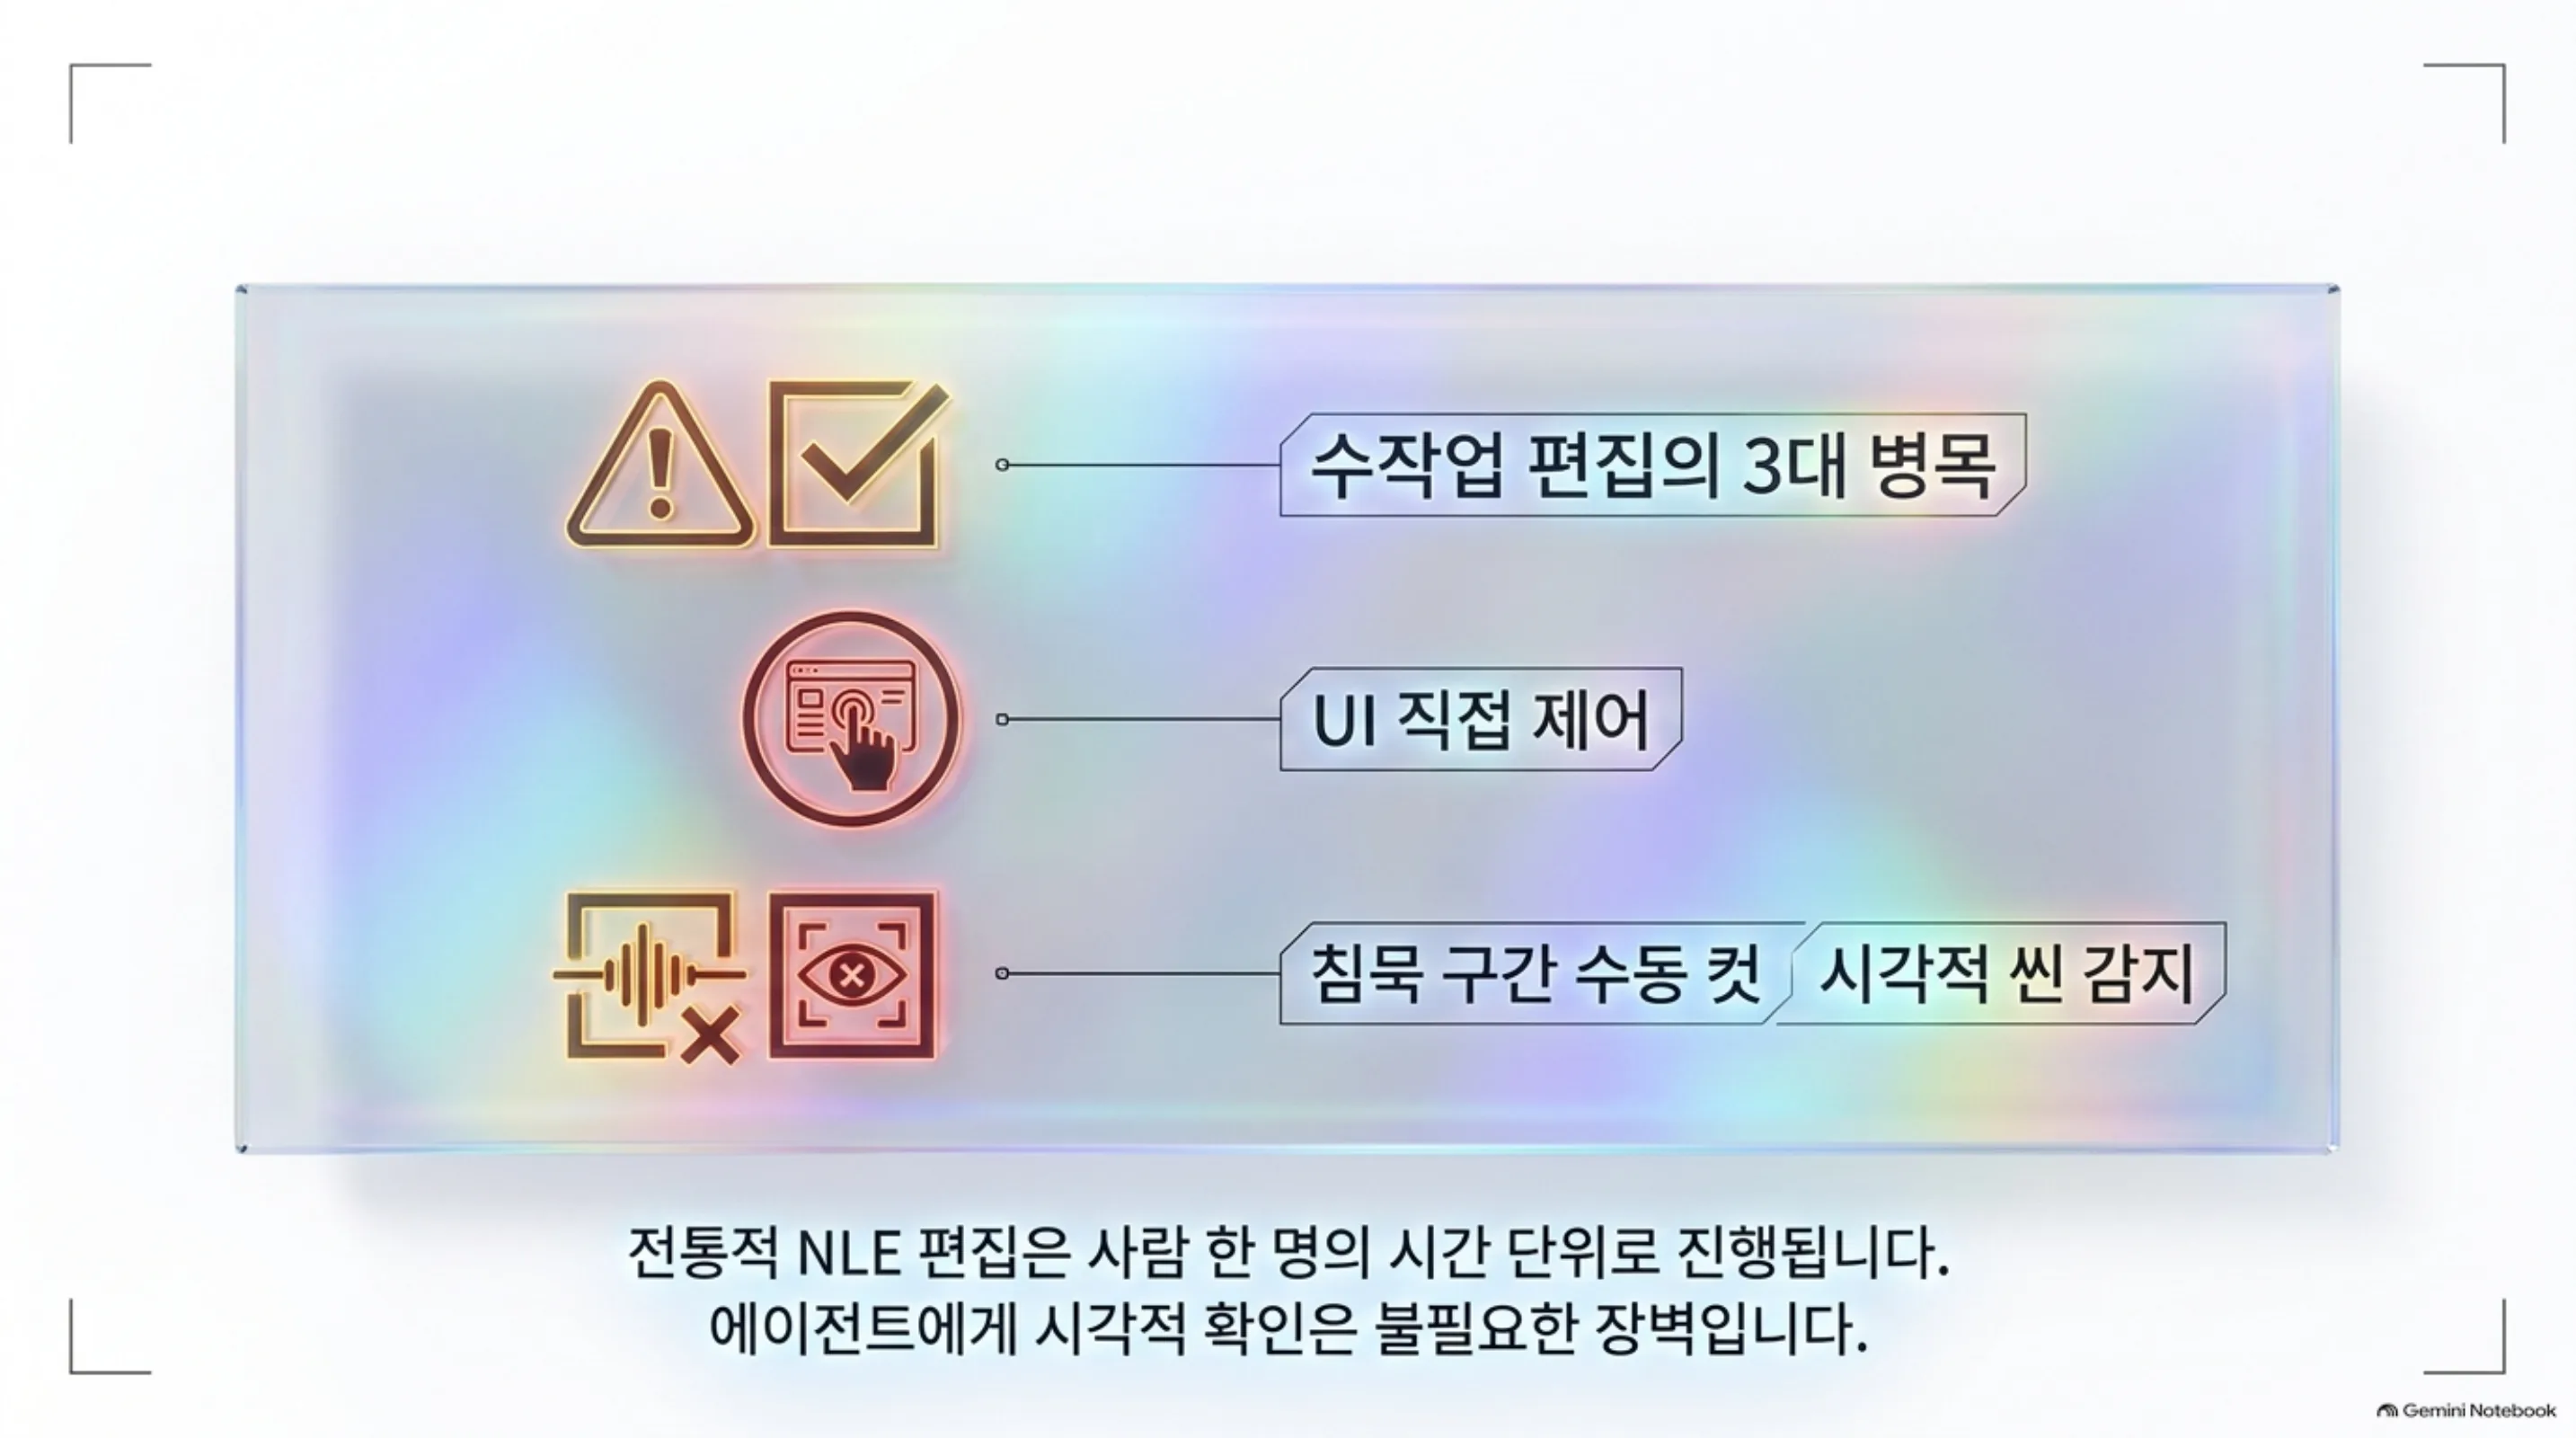 수작업 편집의 3대 병목
UI 직접 제어
침묵 구간 수동 컷
시각적 씬 감지
전통적 NLE 편집은 사람 한 명의 시간 단위로 진행됩니다.
에이전트에게 시각적 확인은 불필요한 장벽입니다.
Gemini Notebook